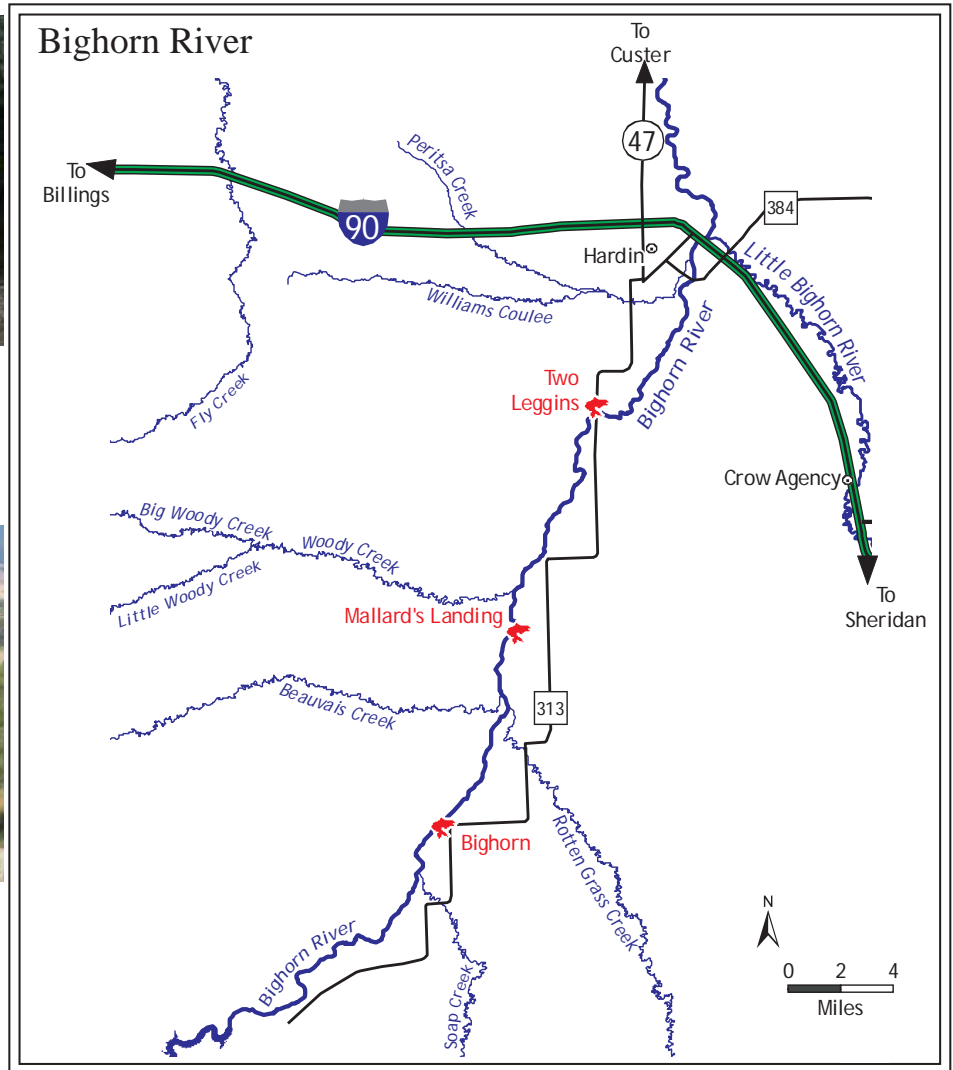 Bighorn River
To
Custer
47
To
Billings
Peritsa Creek
384
90
Hardin
Little Bighorn River
Williams Coulee
Bighorn River
Two
Leggins
Fly Creek
Crow Agency
Big Woody Creek
Woody Creek
Little Woody Creek
To
Sheridan
Mallard's Landing
Beauvais Creek
313
Bighorn
Rotten Grass Creek
Bighorn River
Soap Creek
N
0 2 4
Miles